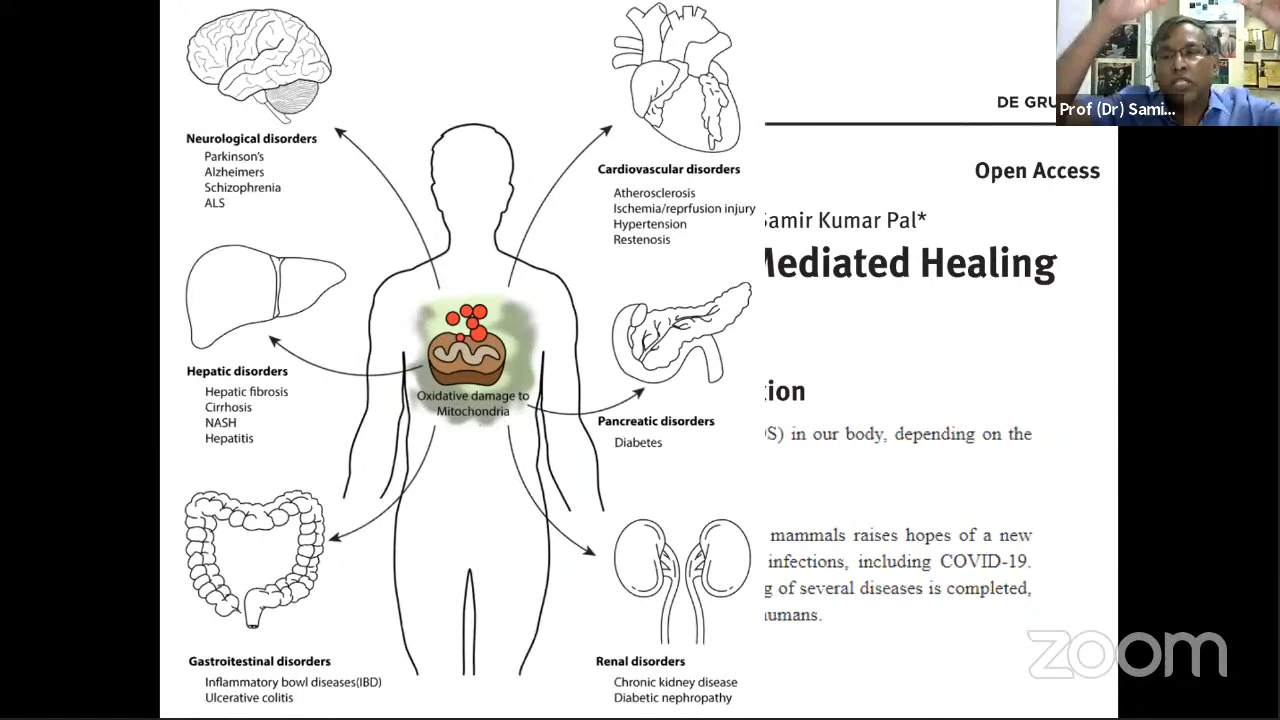 Neurological disorders
Parkinson's
Alzheimers
Schizophrenia
ALS
Cardiovascular disorders
Atherosclerosis
Ischemia/reprfusion injury
Hypertension
Restenosis
Hepatic disorders
Hepatic fibrosis
Cirrhosis
NASH
Hepatitis
Oxidative damage to
Mitochondria
Pancreatic disorders
Diabetes
Gastroitestinal disorders
Inflammatory bowl diseases(IBD)
Ulcerative colitis
Renal disorders
Chronic kidney disease
Diabetic nephropathy
DE GRU
Prof (Dr) Sami...
Open Access
Samir Kumar Pal*
Mediated Healing
tion
OS) in our body, depending on the
mammals raises hopes of a new
infections, including COVID-19.
g of several diseases is completed,
umans.
zoom